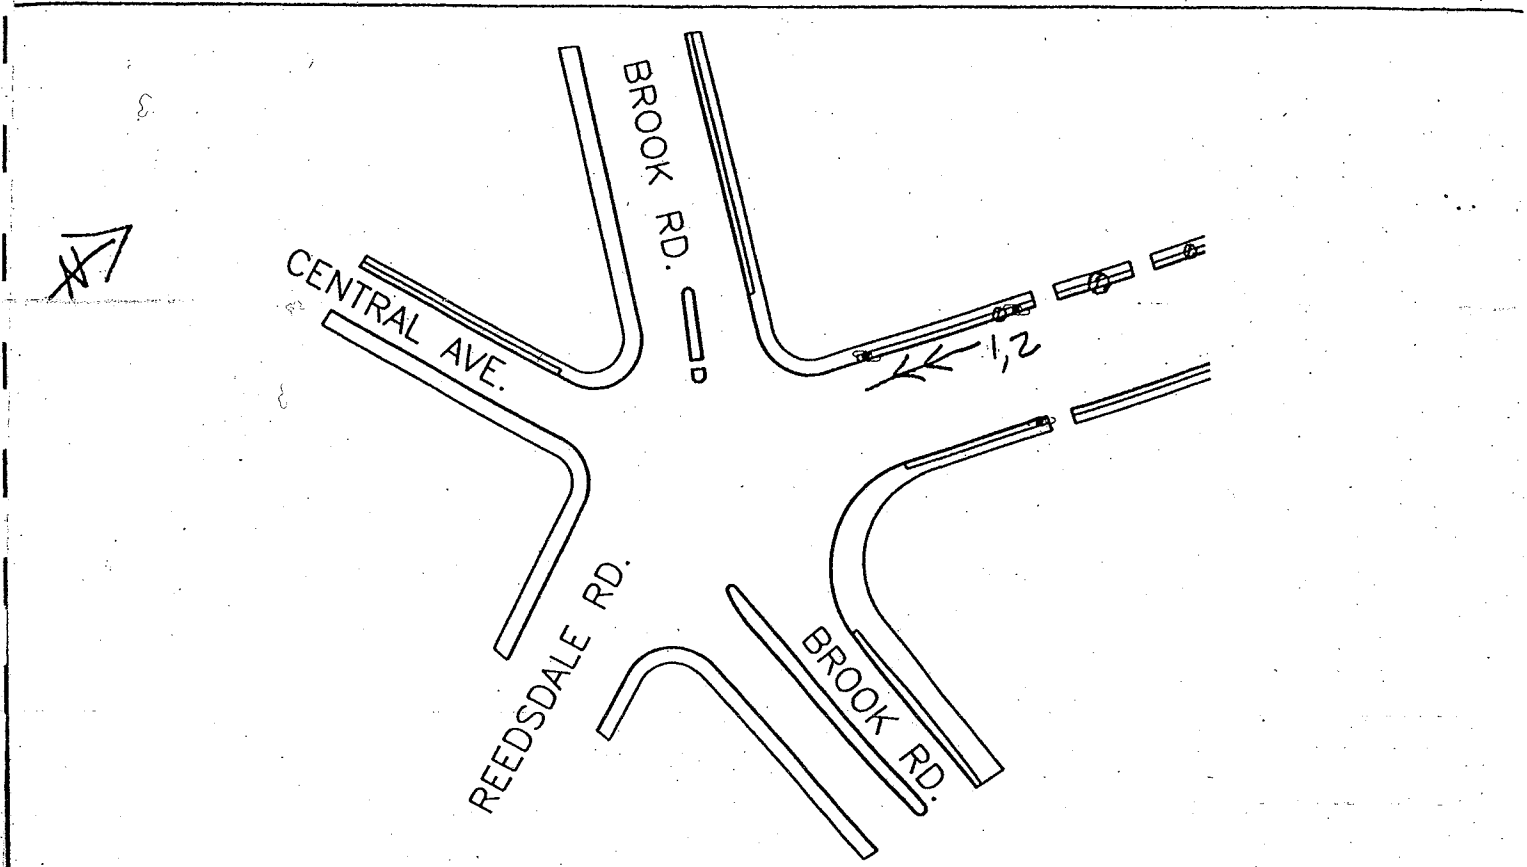 BROOK RD.
N
CENTRAL AVE.
1,2
REEDSDALE RD.
BROOK RD.